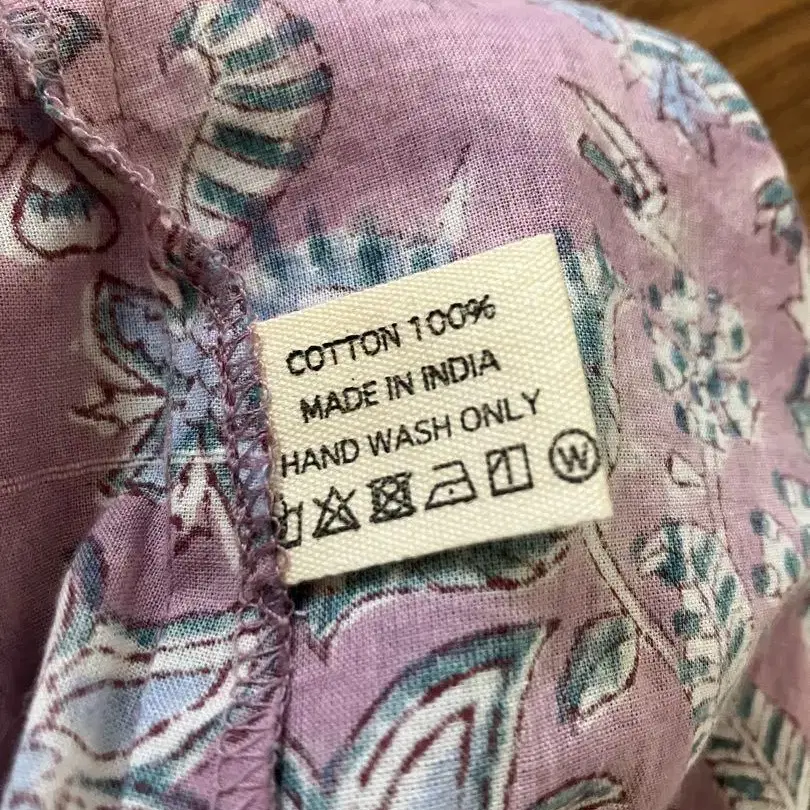 COTTON 100%
MADE IN INDIA
HAND WASH ONLY
W